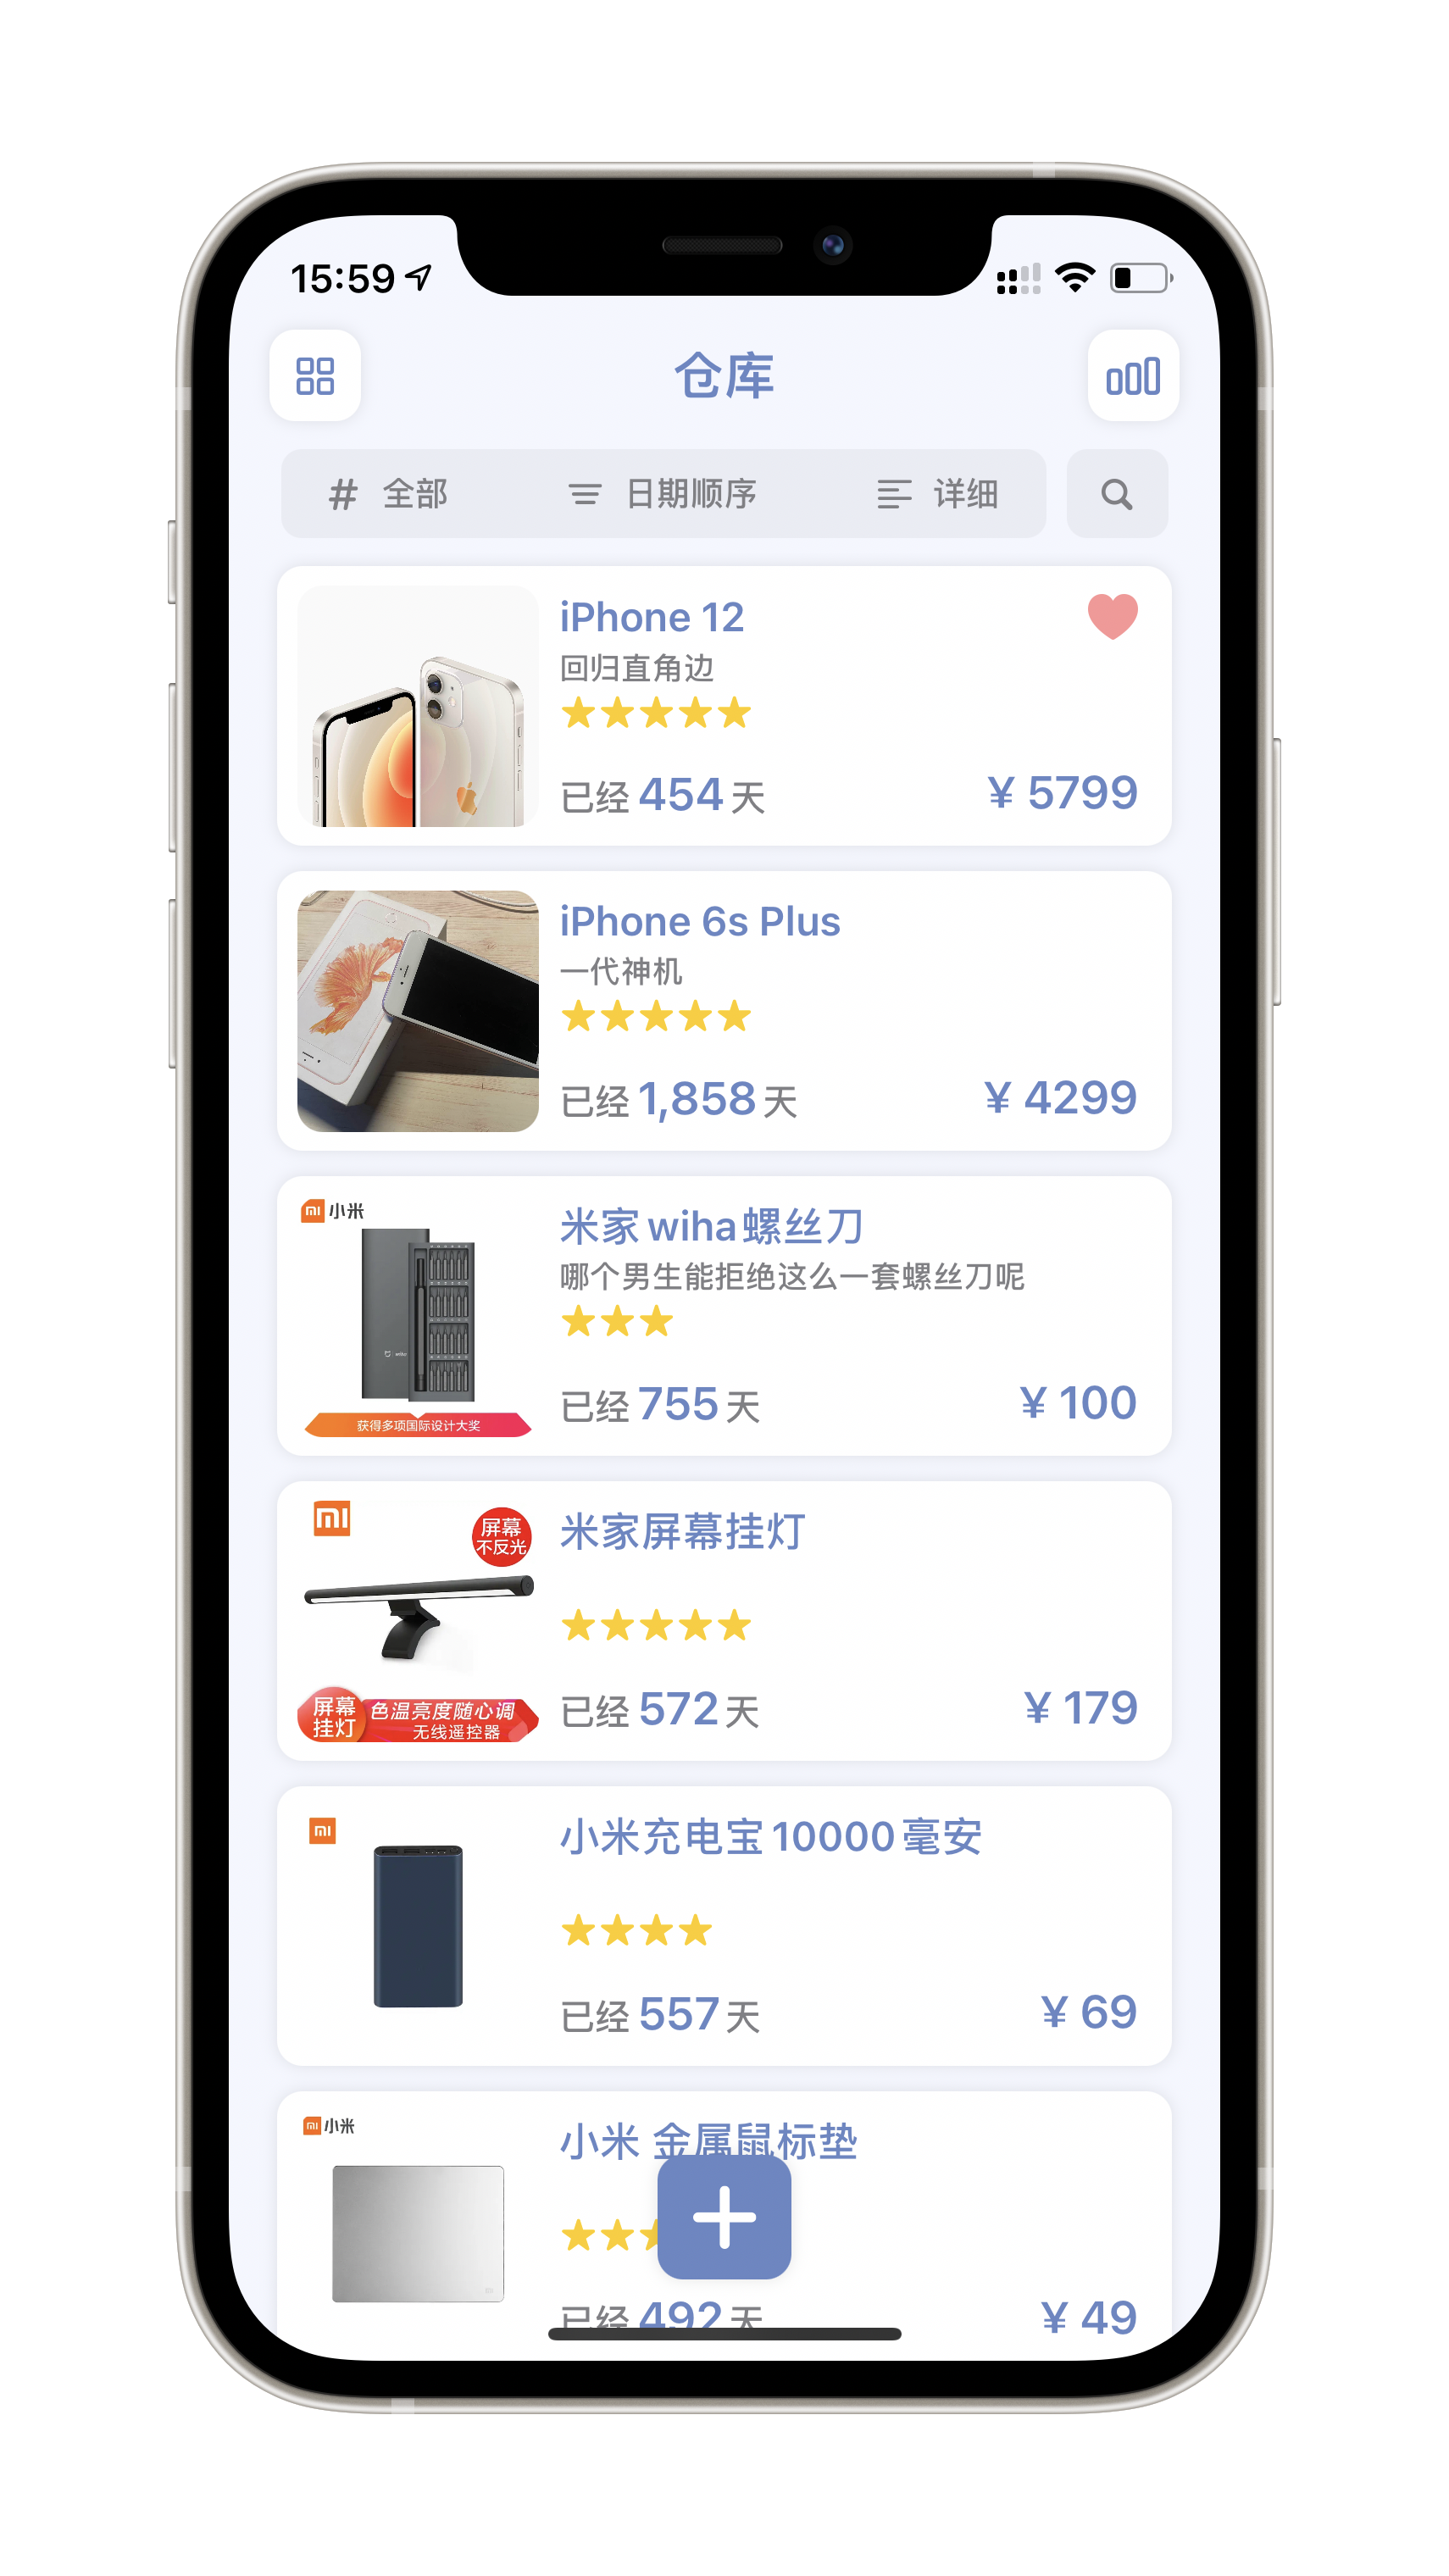 15:59
仓库
全部
日期顺序
详细
iPhone 12
回归直角边
已经 454 天
¥ 5799
iPhone 6s Plus
一代神机
已经 1,858 天
¥ 4299
小米
米家 wiha 螺丝刀
哪个男生能拒绝这么一套螺丝刀呢
wiha
获得多项国际设计大奖
已经 755 天
¥ 100
屏幕
不反光
米家屏幕挂灯
屏幕
挂灯
色温亮度随心调
无线遥控器
已经 572 天
¥ 179
小米充电宝 10000 毫安
已经 557 天
¥ 69
小米
小米 金属鼠标垫
已经 492 天
¥ 49